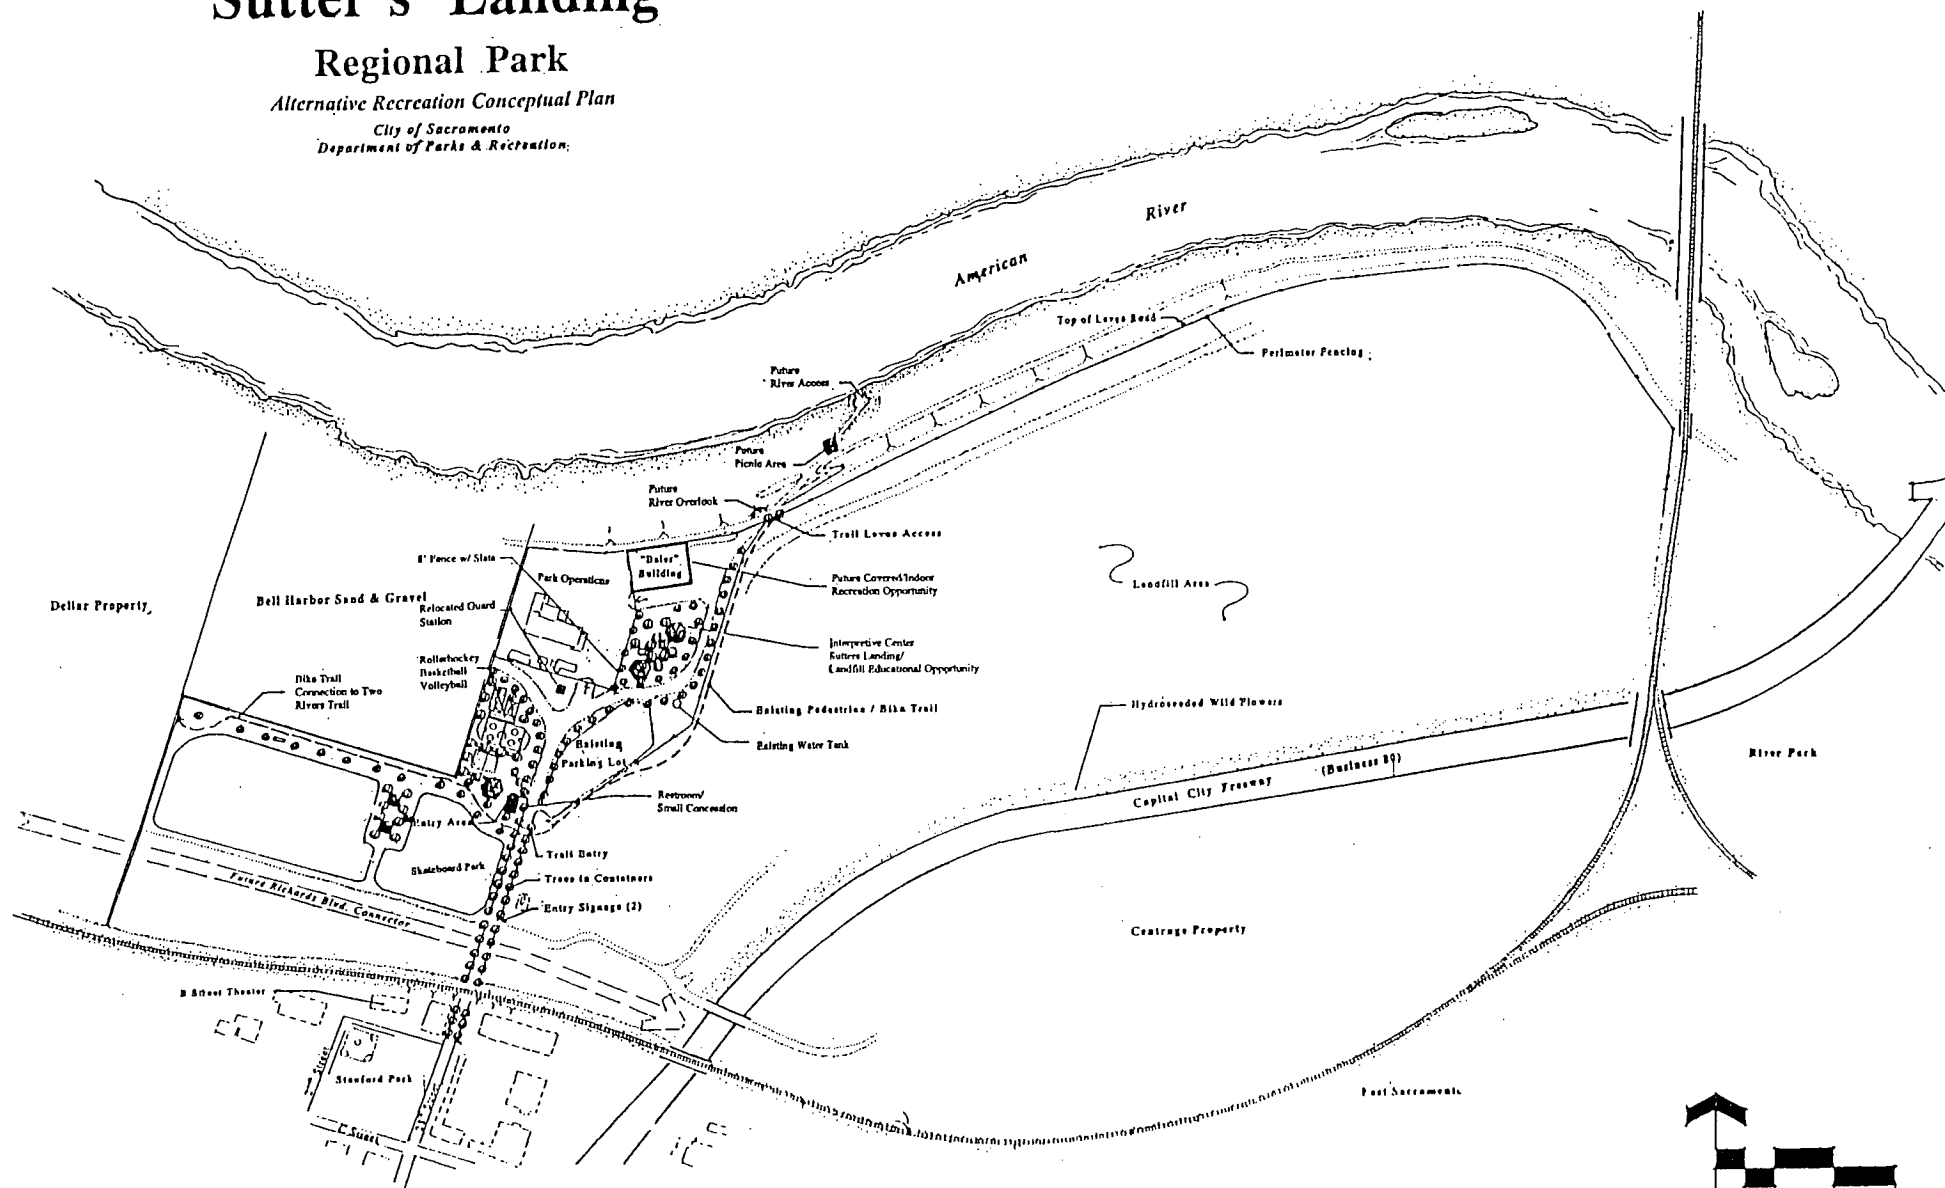 Sutter's Landing
Regional Park
Alternative Recreation Conceptual Plan
City of Sacramento
Department of Parks & Recreation
River
American
Top of Levee Road
Perimeter Fencing
Future
River Access
Future
Picnic Area
Future
River Overlook
Trail Levee Access
8' Fence w/ Slats
Park Operations
Building
Future Covered/Indoor
Recreation Opportunity
Landfill Area
Dellar Property
Bell Harbor Sand & Gravel
Relocated Guard
Station
Interpretive Center
Sutters Landing/
Landfill Educational Opportunity
Rollerhockey
Basketball
Volleyball
Bike Trail
Connection to Two
Rivers Trail
Existing Pedestrian / Bike Trail
Hydroseeded Wild Flowers
Existing
Parking Lot
Existing Water Tank
River Park
Capital City Freeway (Business 80)
Restroom/
Small Concession
Entry Area
Trail Entry
Skateboard Park
Trees in Containers
Future Richards Blvd. Connector
Entry Signage (2)
Centrage Property
B Street Theater
Street
Stanford Park
C Street
East Sacramento